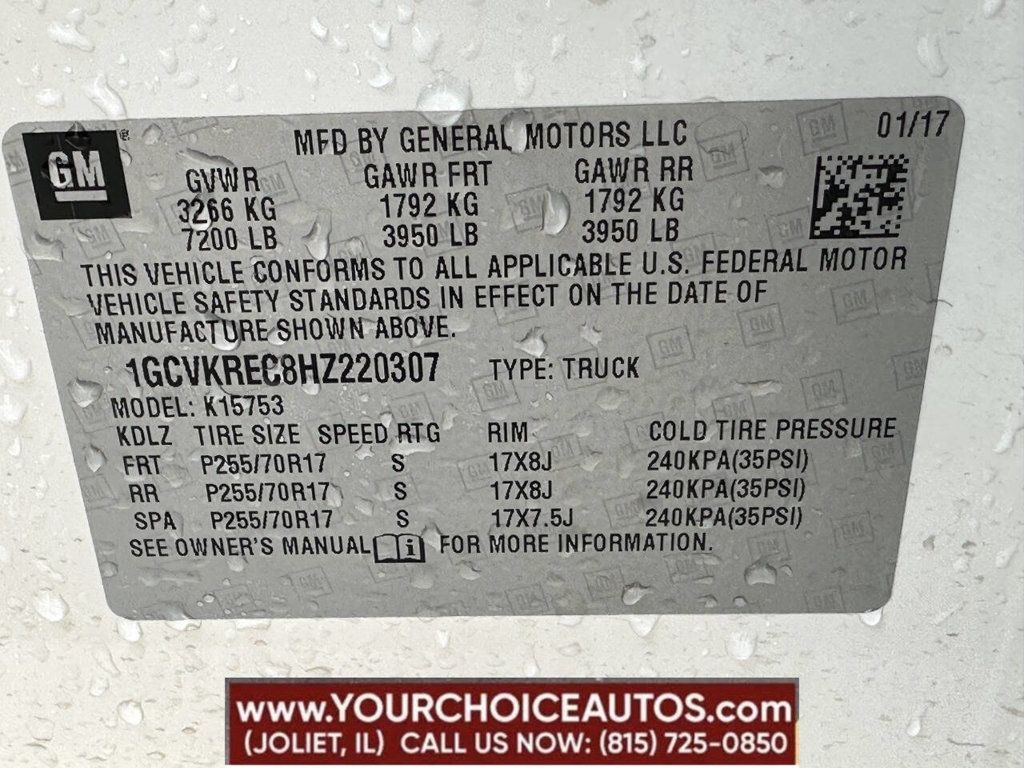 GM
MFD BY GENERAL MOTORS LLC 01/17
GVWR GAWR FRT GAWR RR
3266 KG 1792 KG 1792 KG
7200 LB 3950 LB 3950 LB
THIS VEHICLE CONFORMS TO ALL APPLICABLE U.S. FEDERAL MOTOR
VEHICLE SAFETY STANDARDS IN EFFECT ON THE DATE OF
MANUFACTURE SHOWN ABOVE.
1GCVKREC8HZ220307 TYPE: TRUCK
MODEL: K15753
KDLZ TIRE SIZE SPEED RTG RIM COLD TIRE PRESSURE
FRT P255/70R17 S 17X8J 240KPA(35PSI)
RR P255/70R17 S 17X8J 240KPA(35PSI)
SPA P255/70R17 S 17X7.5J 240KPA(35PSI)
SEE OWNER'S MANUAL i FOR MORE INFORMATION.
www.YOURCHOICEAUTOS.com
(JOLIET, IL) CALL US NOW: (815) 725-0850